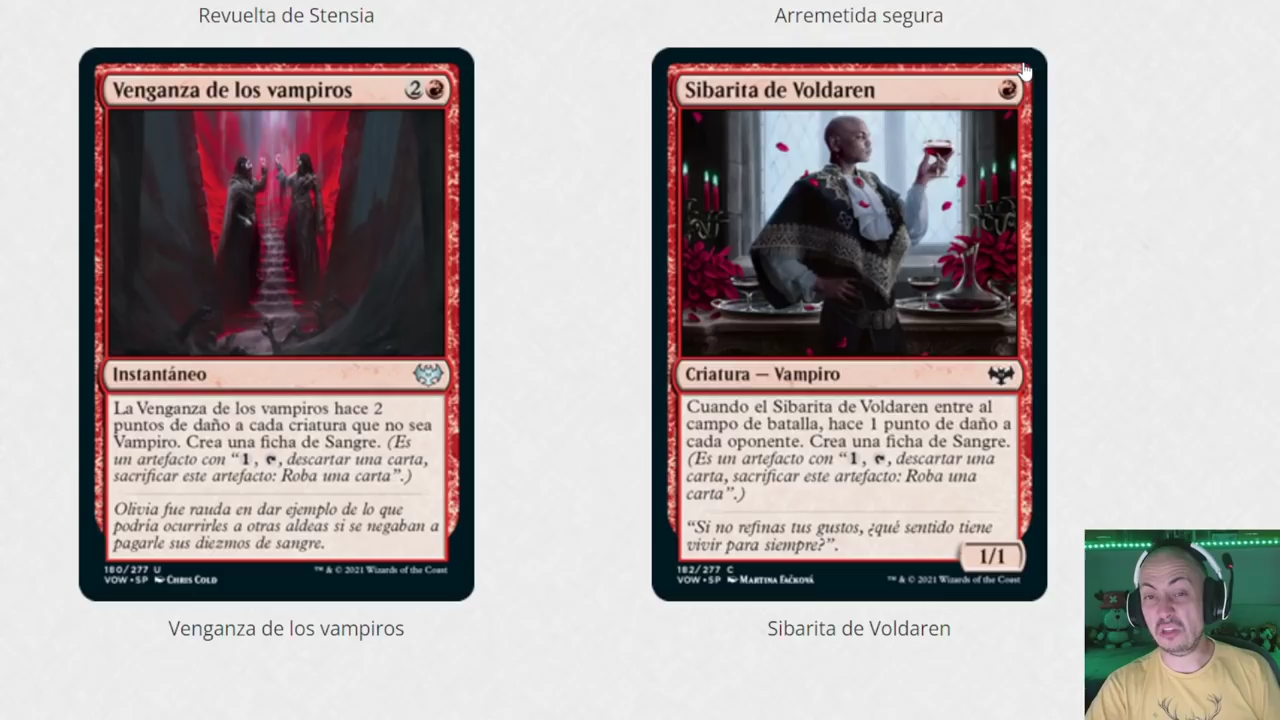 Revuelta de Stensia
Arremetida segura
Venganza de los vampiros 2
Instantáneo
La Venganza de los vampiros hace 2
puntos de daño a cada criatura que no sea
Vampiro. Crea una ficha de Sangre. (Es
un artefacto con “1, , descartar una carta,
sacrificar este artefacto: Roba una carta”.)
Olivia fue rauda en dar ejemplo de lo que
podría ocurrirles a otras aldeas si se negaban a
pagarle sus diezmos de sangre.
180/277 U
VOW • SP Chris Cold
™ & © 2021 Wizards of the Coast
Venganza de los vampiros
Sibarita de Voldaren
Criatura — Vampiro
Cuando el Sibarita de Voldaren entre al
campo de batalla, hace 1 punto de daño a
cada oponente. Crea una ficha de Sangre.
(Es un artefacto con “1, , descartar una
carta, sacrificar este artefacto: Roba una
carta”.)
“Si no refinas tus gustos, ¿qué sentido tiene
vivir para siempre?”.
1/1
182/277 C
VOW • SP Martina Fačková
™ & © 2021 Wizards of the Coast
Sibarita de Voldaren